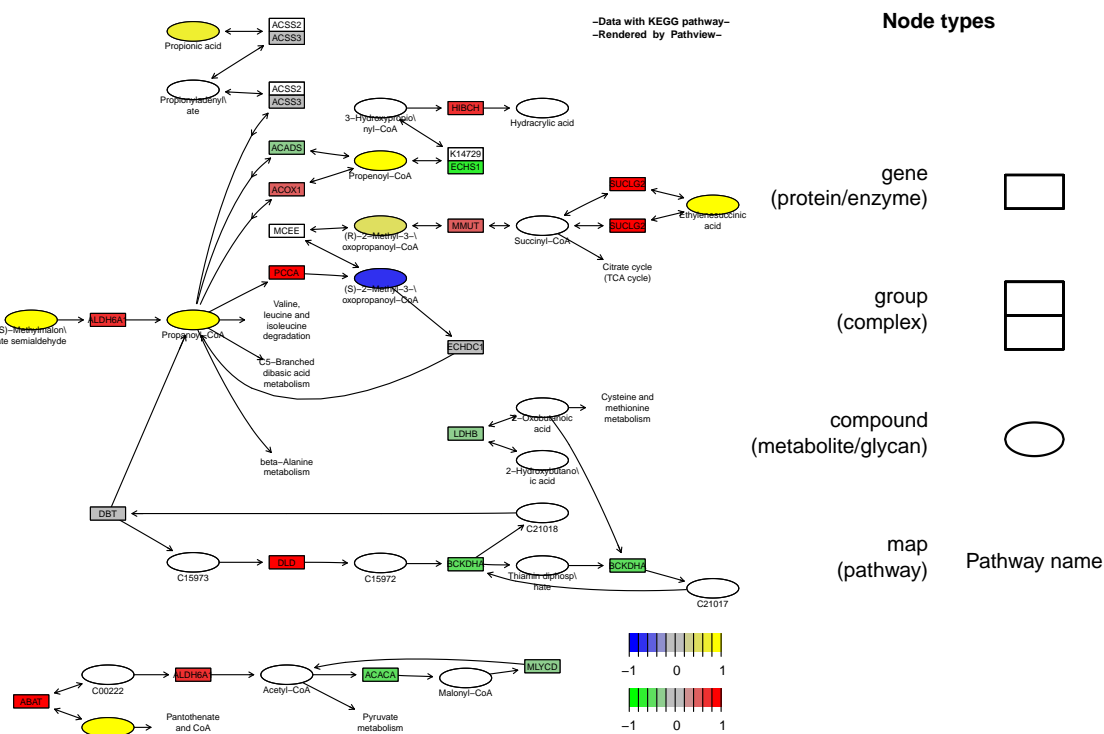 −Data with KEGG pathway−
−Rendered by Pathview−
Node types
Propionic acid
ACSS2
ACSS3
Propionyladenyl\
ate
ACSS2
ACSS3
3−Hydroxypropio\
nyl−CoA
HIBCH
Hydracrylic acid
ACADS
Propenoyl−CoA
K14729
ECHS1
ACOX1
SUCLG2
Ethylenesuccinic
acid
MCEE
(R)−2−Methyl−3−\
oxopropanoyl−CoA
MMUT
Succinyl−CoA
SUCLG2
Citrate cycle
(TCA cycle)
PCCA
(S)−2−Methyl−3−\
oxopropanoyl−CoA
S)−Methylmalon\
ate semialdehyde
ALDH6A1
Propanoyl−CoA
Valine,
leucine and
isoleucine
degradation
ECHDC1
C5−Branched
dibasic acid
metabolism
2−Oxobutanoic
acid
Cysteine and
methionine
metabolism
LDHB
2−Hydroxybutano\
ic acid
beta−Alanine
metabolism
DBT
C21018
C15973
DLD
C15972
BCKDHA
Thiamin diphosp\
hate
BCKDHA
C21017
C00222
ALDH6A1
Acetyl−CoA
ACACA
Malonyl−CoA
MLYCD
ABAT
Pantothenate
and CoA
Pyruvate
metabolism
gene
(protein/enzyme)
group
(complex)
compound
(metabolite/glycan)
map
(pathway)
Pathway name
−1 0 1
−1 0 1